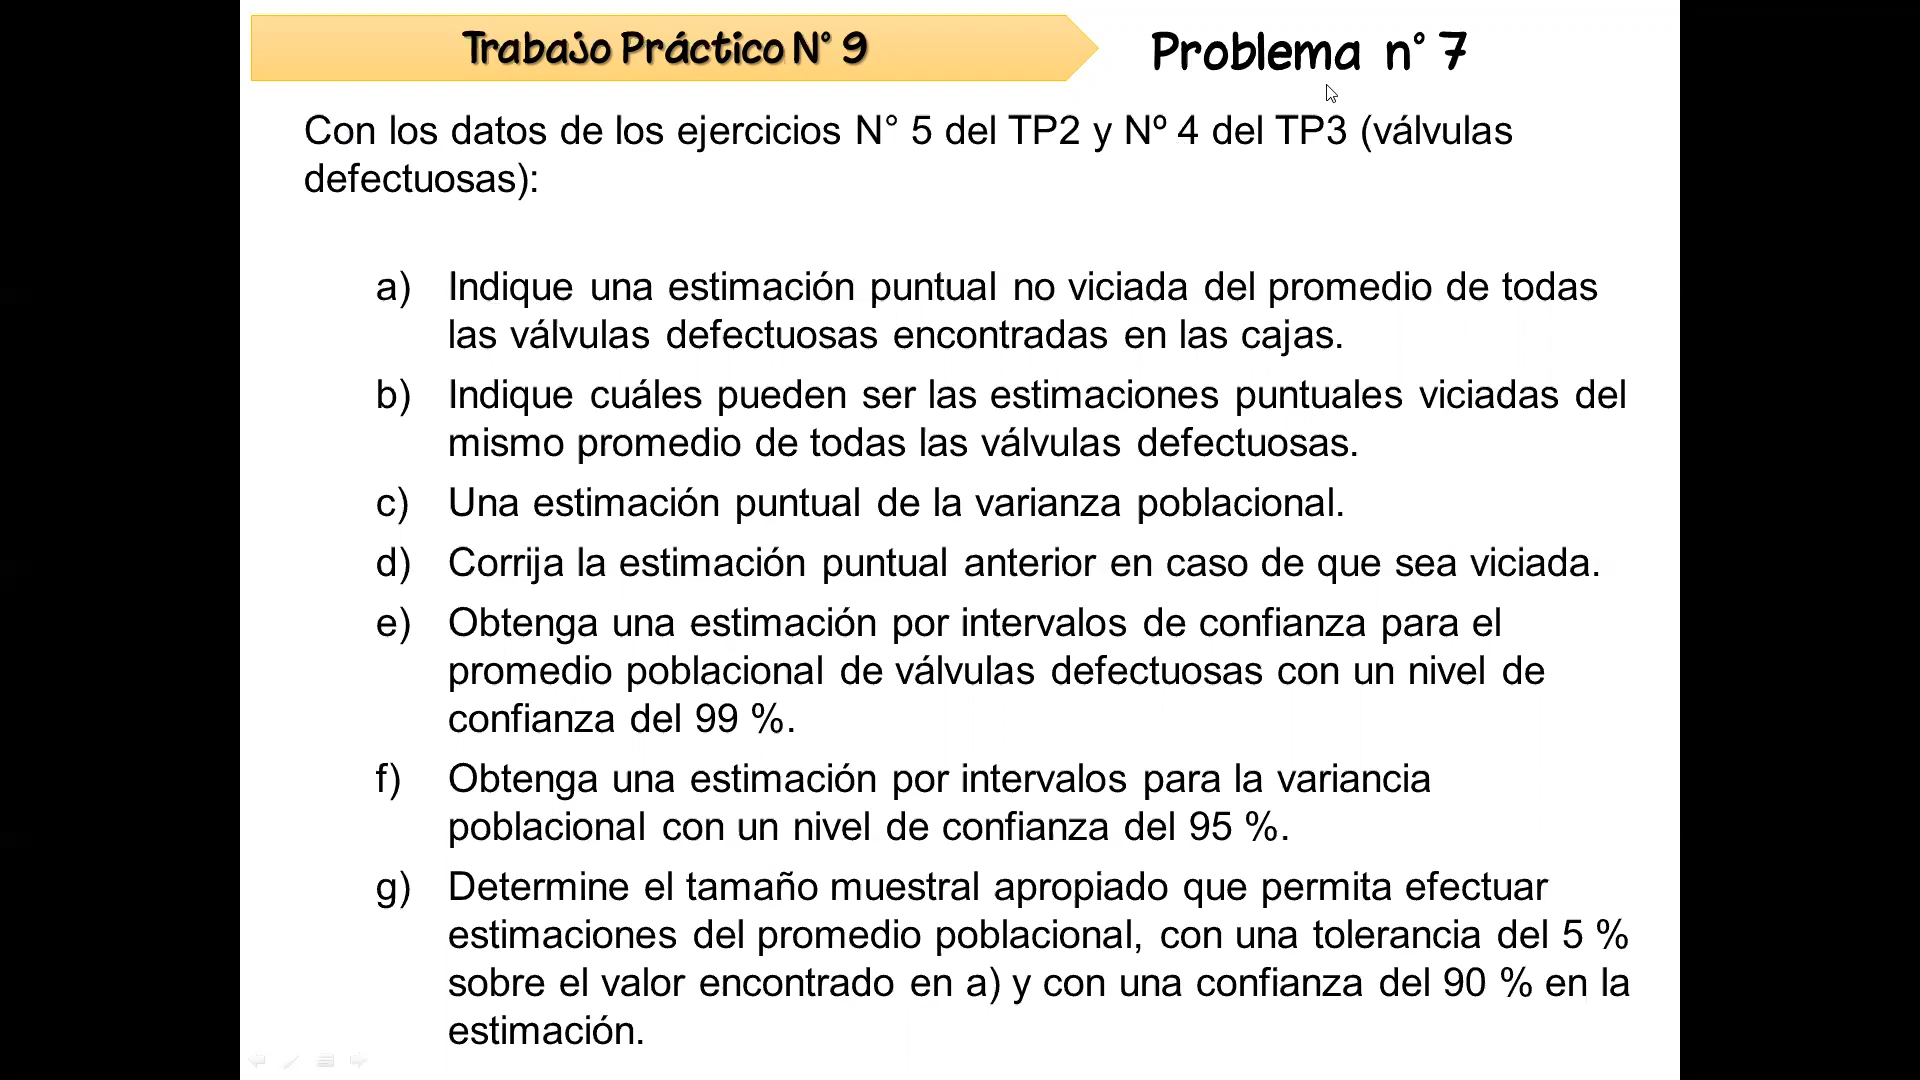 Trabajo Práctico N° 9
Problema n° 7
Con los datos de los ejercicios N° 5 del TP2 y Nº 4 del TP3 (válvulas
defectuosas):
a) Indique una estimación puntual no viciada del promedio de todas
las válvulas defectuosas encontradas en las cajas.
b) Indique cuáles pueden ser las estimaciones puntuales viciadas del
mismo promedio de todas las válvulas defectuosas.
c) Una estimación puntual de la varianza poblacional.
d) Corrija la estimación puntual anterior en caso de que sea viciada.
e) Obtenga una estimación por intervalos de confianza para el
promedio poblacional de válvulas defectuosas con un nivel de
confianza del 99 %.
f) Obtenga una estimación por intervalos para la variancia
poblacional con un nivel de confianza del 95 %.
g) Determine el tamaño muestral apropiado que permita efectuar
estimaciones del promedio poblacional, con una tolerancia del 5 %
sobre el valor encontrado en a) y con una confianza del 90 % en la
estimación.